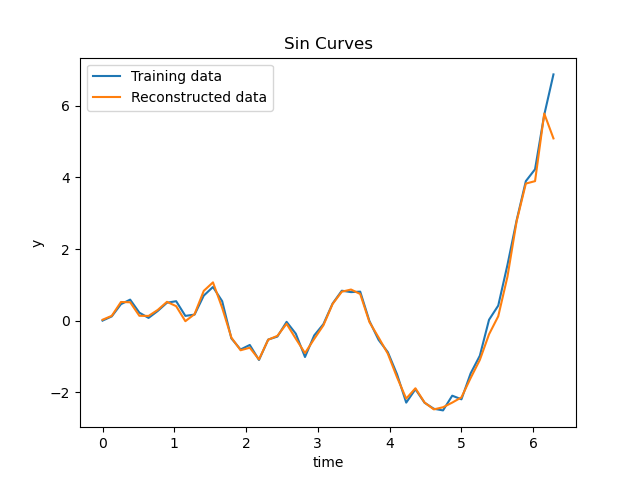 Sin Curves
Training data
Reconstructed data
6
4
2
0
−2
y
0 1 2 3 4 5 6
time